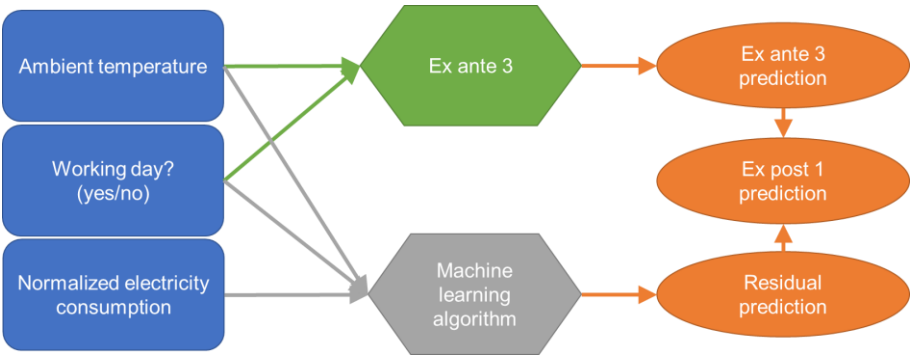 Ambient temperature
Ex ante 3
Ex ante 3
prediction
Working day?
(yes/no)
Ex post 1
prediction
Normalized electricity
consumption
Machine
learning
algorithm
Residual
prediction